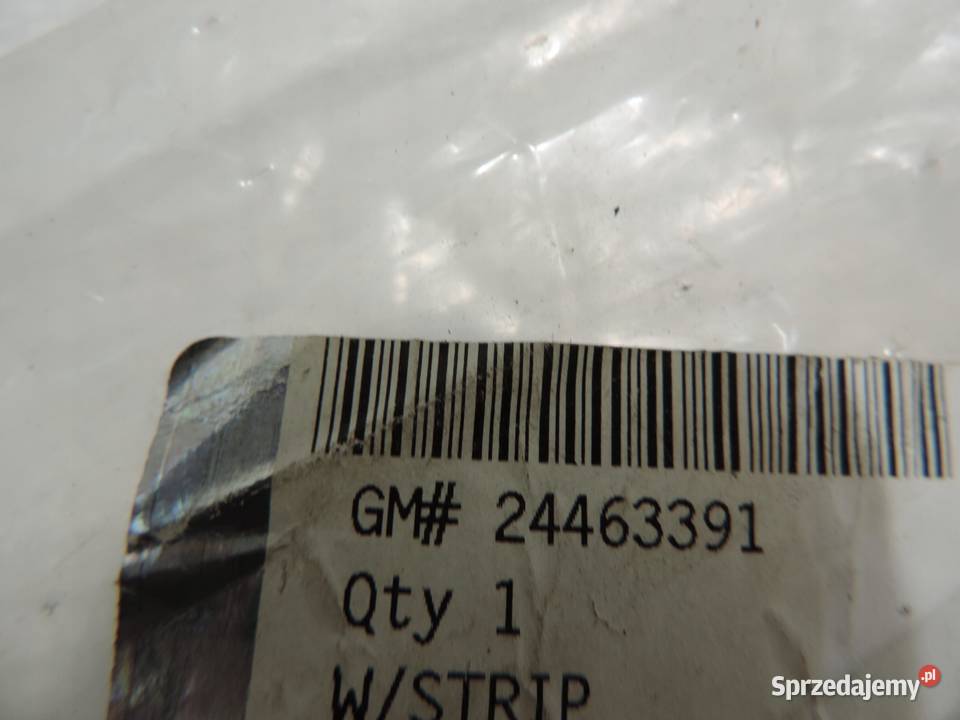 GM# 24463391
Qty 1
W/STRIP
Sprzedajemy.pl